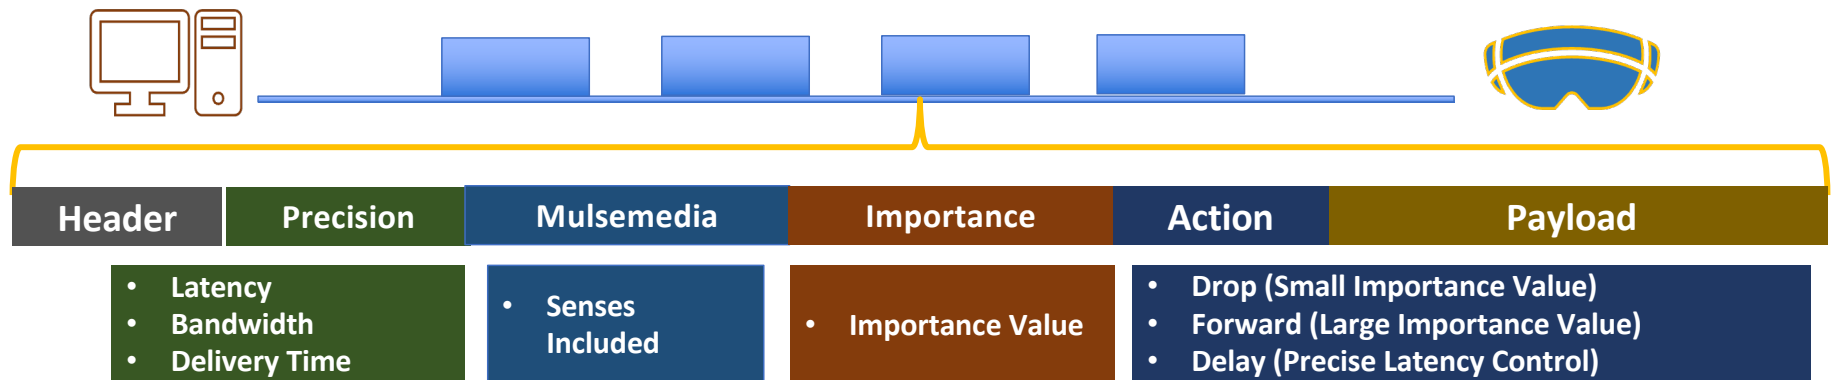 Header Precision Mulsemedia Importance Action Payload
• Latency
• Bandwidth
• Delivery Time
• Senses
Included
• Importance Value
• Drop (Small Importance Value)
• Forward (Large Importance Value)
• Delay (Precise Latency Control)